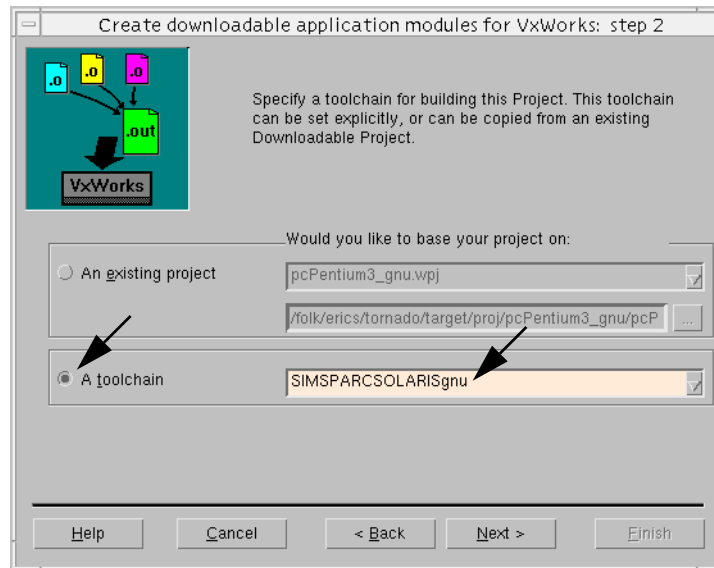 Create downloadable application modules for VxWorks: step 2
.o
.o
.o
.out
VxWorks
Specify a toolchain for building this Project. This toolchain
can be set explicitly, or can be copied from an existing
Downloadable Project.
Would you like to base your project on:
An existing project
pcPentium3_gnu.wpj
/folk/erics/tornado/target/proj/pcPentium3_gnu/pcP
...
A toolchain
SIMSPARCSOLARISgnu
Help
Cancel
< Back
Next >
Finish